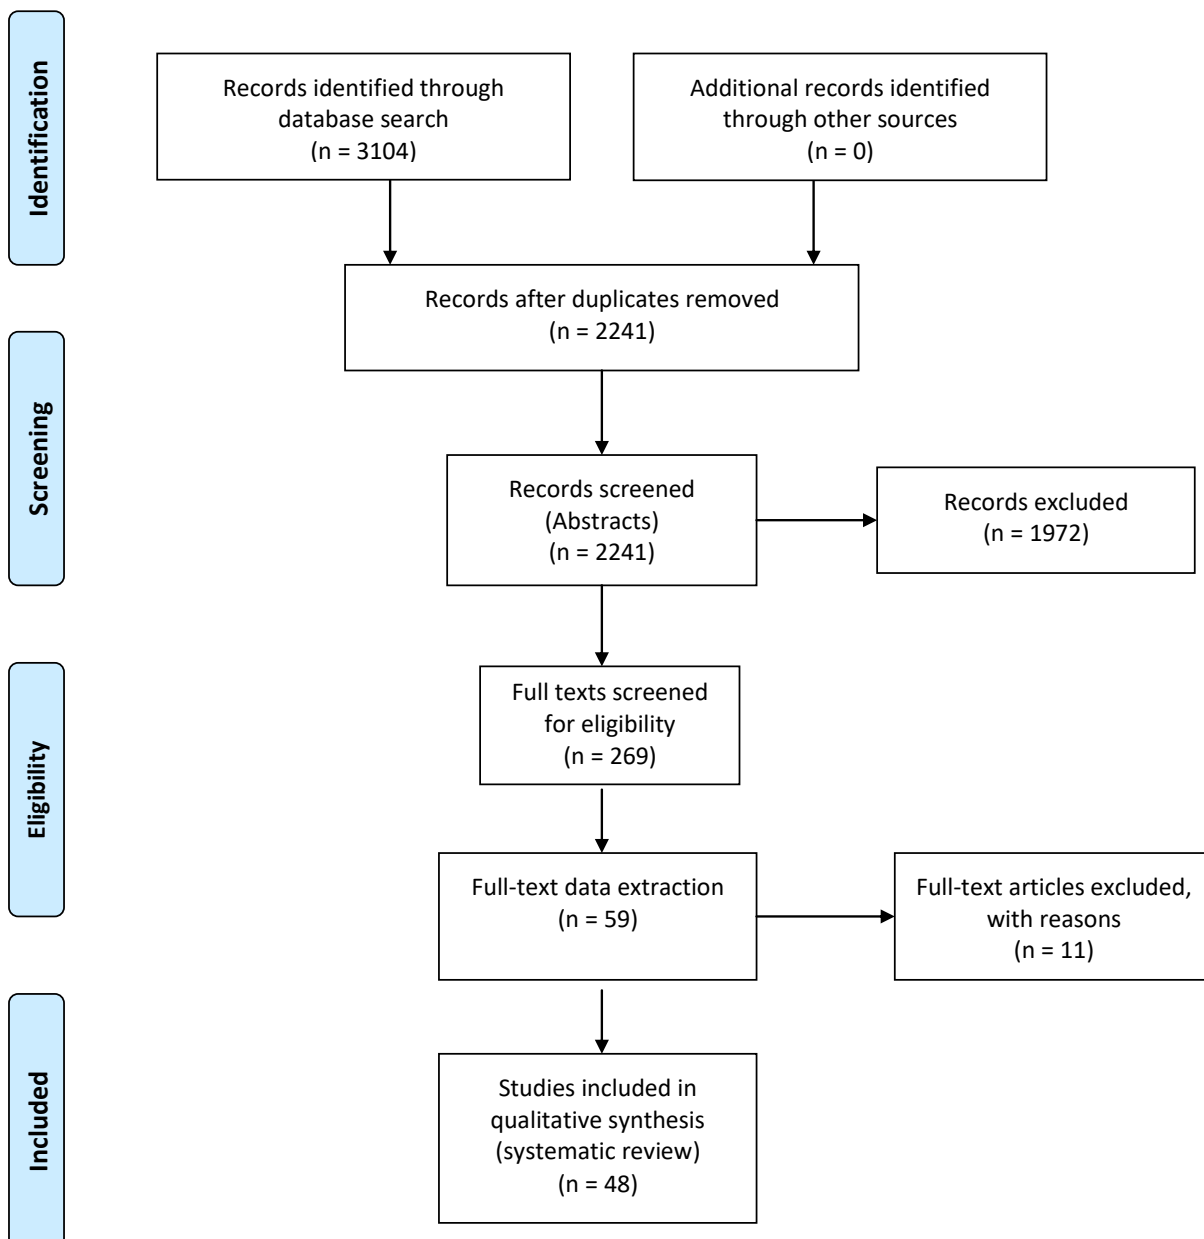 Identification
Records identified through
database search
(n = 3104)
Additional records identified
through other sources
(n = 0)
Records after duplicates removed
(n = 2241)
Screening
Records screened
(Abstracts)
(n = 2241)
Records excluded
(n = 1972)
Eligibility
Full texts screened
for eligibility
(n = 269)
Full-text data extraction
(n = 59)
Full-text articles excluded,
with reasons
(n = 11)
Included
Studies included in
qualitative synthesis
(systematic review)
(n = 48)